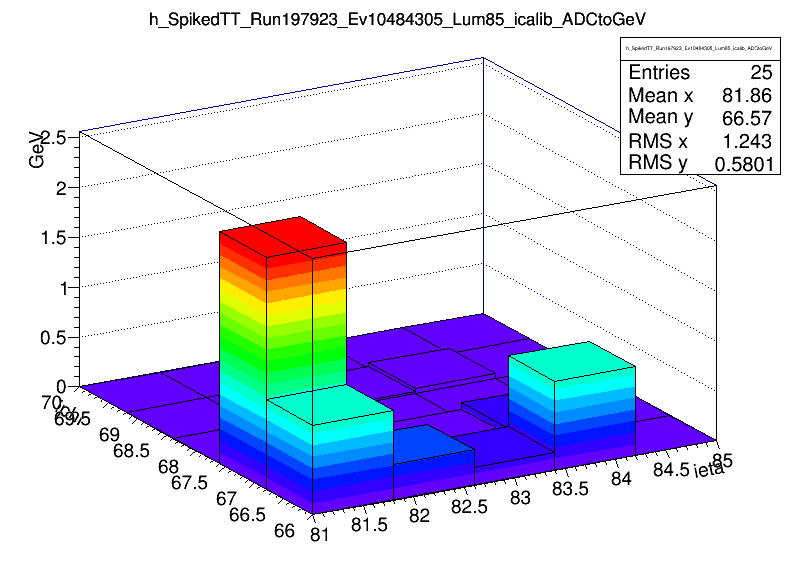 h_SpikedTT_Run197923_Ev10484305_Lum85_icalib_ADCtoGeV
h_SpikedTT_Run197923_Ev10484305_Lum85_icalib_ADCtoGeV
Entries 25
Mean x 81.86
Mean y 66.57
RMS x 1.243
RMS y 0.5801
GeV
2.5
2
1.5
1
0.5
0
70
69.5
69
68.5
68
67.5
67
66.5
66
81
81.5
82
82.5
83
83.5
84
84.5
85
ieta